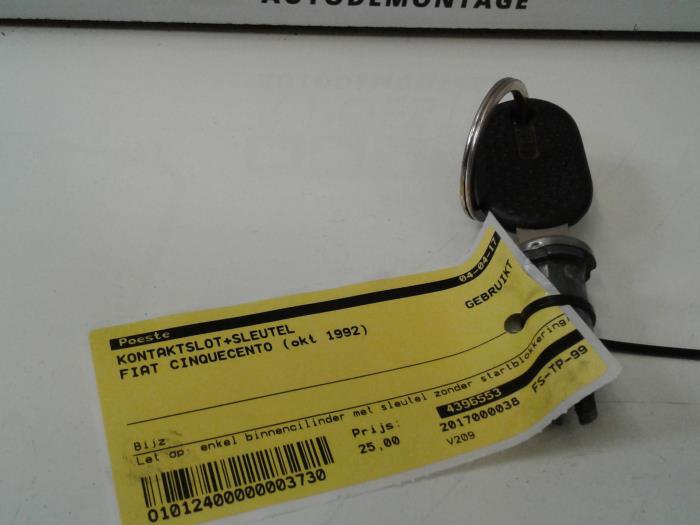 AUTODEMONTAGE
Poeste 04-04-17
KONTAKTSLOT+SLEUTEL GEBRUIKT
FIAT CINQUECENTO (okt 1992)
Bijz
Let op: enkel binnencilinder met sleutel zonder startblokkering,
4396553 FS-TP-99
Prijs: 2017000038
25,00 V209
01012400000003730